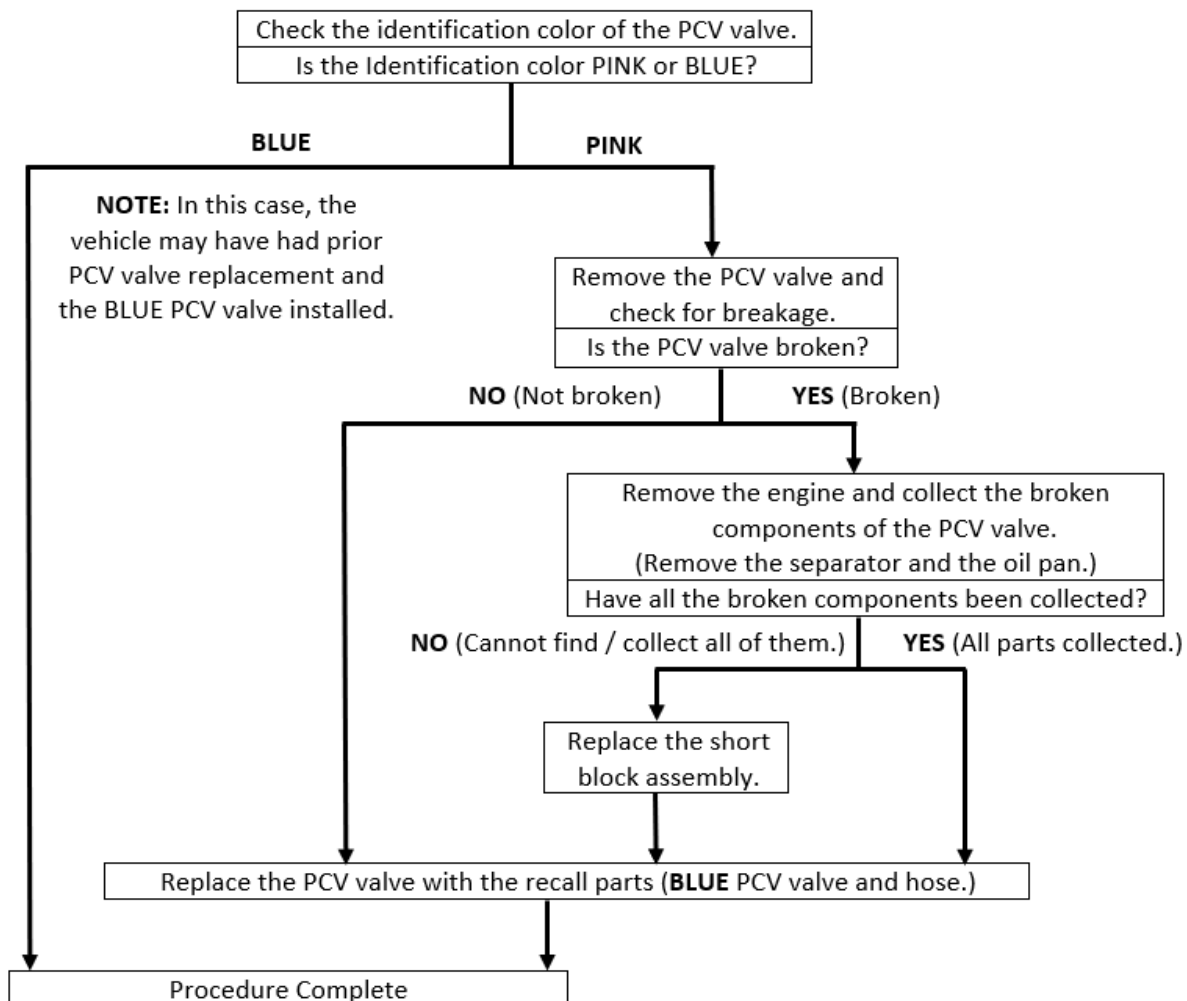 Check the identification color of the PCV valve.
Is the Identification color PINK or BLUE?
BLUE
PINK
NOTE: In this case, the
vehicle may have had prior
PCV valve replacement and
the BLUE PCV valve installed.
Remove the PCV valve and
check for breakage.
Is the PCV valve broken?
NO (Not broken)
YES (Broken)
Remove the engine and collect the broken
components of the PCV valve.
(Remove the separator and the oil pan.)
Have all the broken components been collected?
NO (Cannot find / collect all of them.)
YES (All parts collected.)
Replace the short
block assembly.
Replace the PCV valve with the recall parts (BLUE PCV valve and hose.)
Procedure Complete